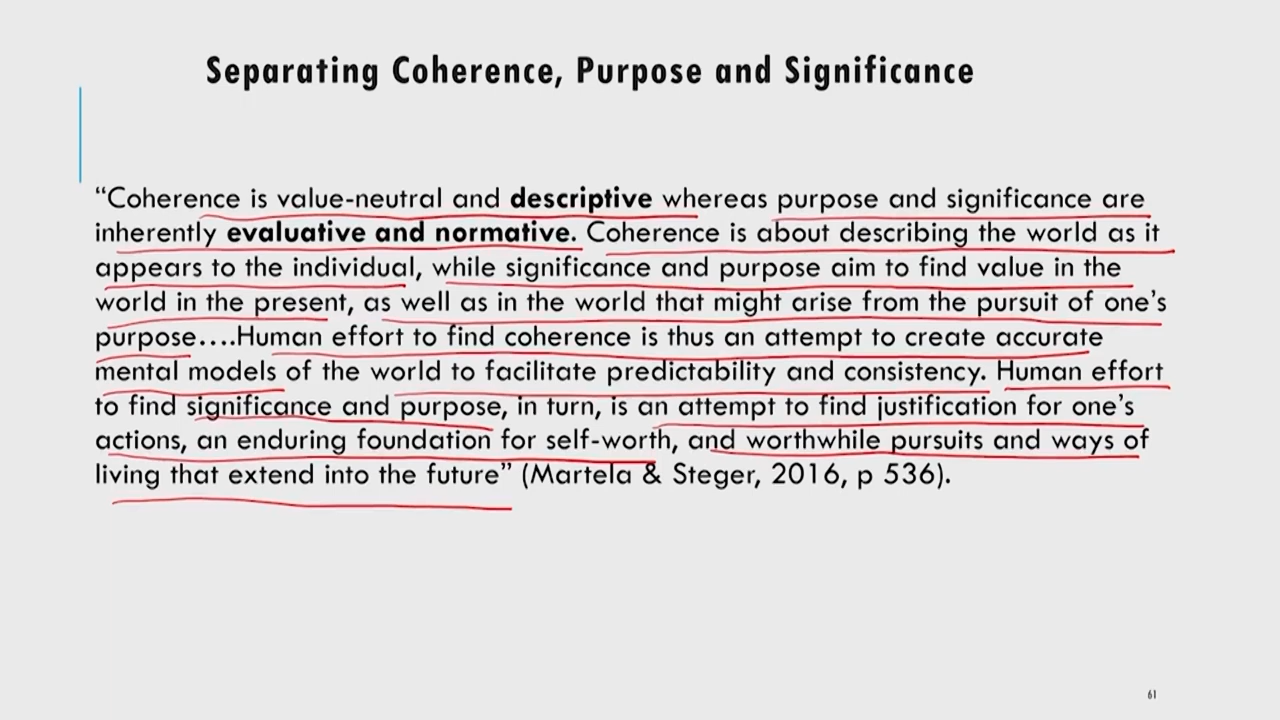 Separating Coherence, Purpose and Significance
“Coherence is value-neutral and descriptive whereas purpose and significance are
inherently evaluative and normative. Coherence is about describing the world as it
appears to the individual, while significance and purpose aim to find value in the
world in the present, as well as in the world that might arise from the pursuit of one’s
purpose….Human effort to find coherence is thus an attempt to create accurate
mental models of the world to facilitate predictability and consistency. Human effort
to find significance and purpose, in turn, is an attempt to find justification for one’s
actions, an enduring foundation for self-worth, and worthwhile pursuits and ways of
living that extend into the future” (Martela & Steger, 2016, p 536).
61